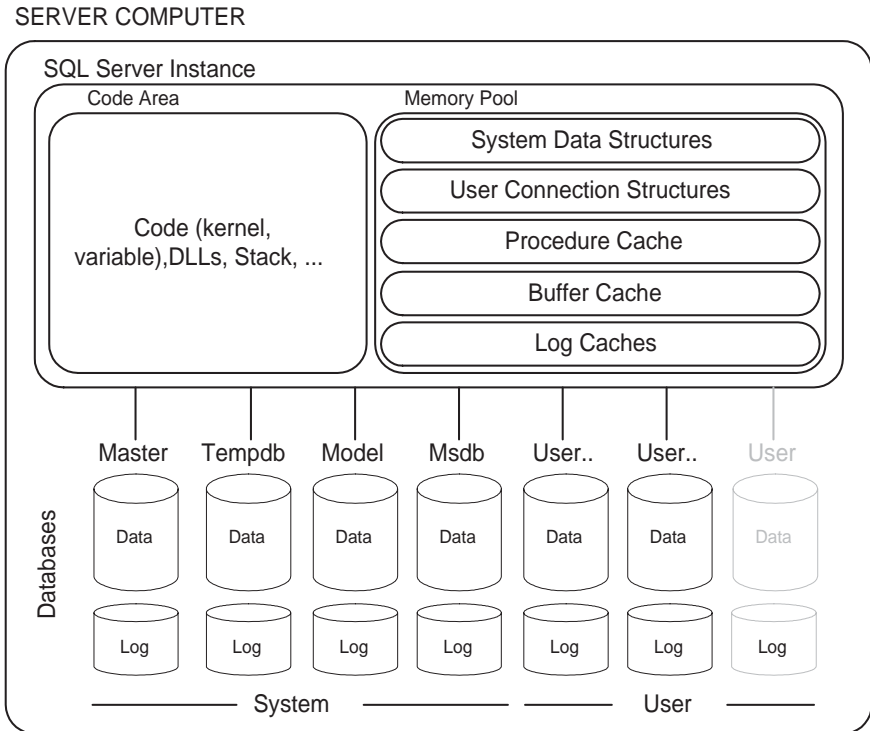 SERVER COMPUTER
SQL Server Instance
Code Area
Memory Pool
Code (kernel,
variable),DLLs, Stack, ...
System Data Structures
User Connection Structures
Procedure Cache
Buffer Cache
Log Caches
Databases
Master Tempdb Model Msdb User.. User.. User
Data Data Data Data Data Data Data
Log Log Log Log Log Log Log
System User